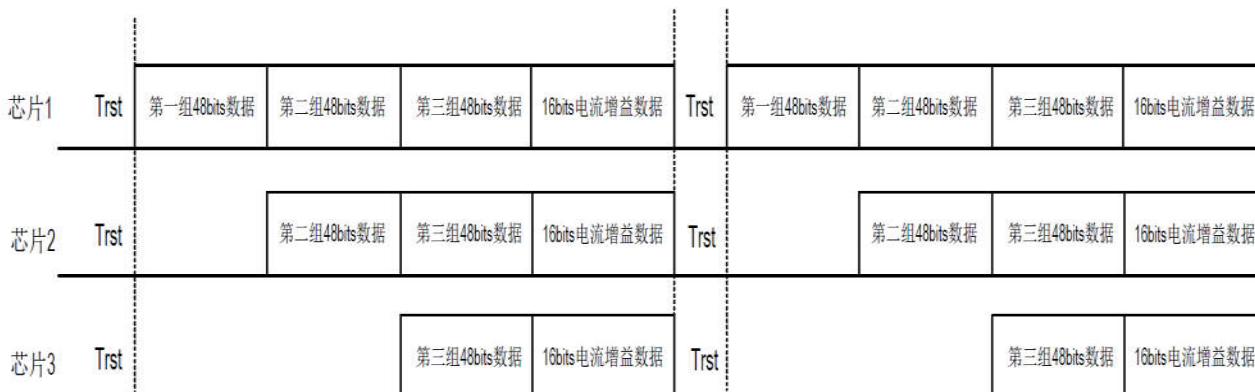 芯片1 Trst 第一组48bits数据 第二组48bits数据 第三组48bits数据 16bits电流增益数据 Trst 第一组48bits数据 第二组48bits数据 第三组48bits数据 16bits电流增益数据
芯片2 Trst 第二组48bits数据 第三组48bits数据 16bits电流增益数据 Trst 第二组48bits数据 第三组48bits数据 16bits电流增益数据
芯片3 Trst 第三组48bits数据 16bits电流增益数据 Trst 第三组48bits数据 16bits电流增益数据